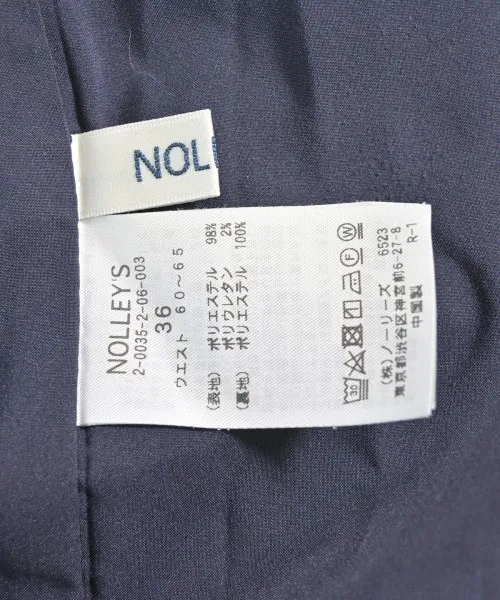 NOL
NOLLEY'S
2-0035-2-06-003
36
ウエスト 60~65
(表地) ポリエステル 98%
ポリウレタン 2%
(裏地) ポリエステル 100%
30
F W
(株)ノーリーズ 6523
東京都渋谷区神宮前6-27-8
中国製 R-1